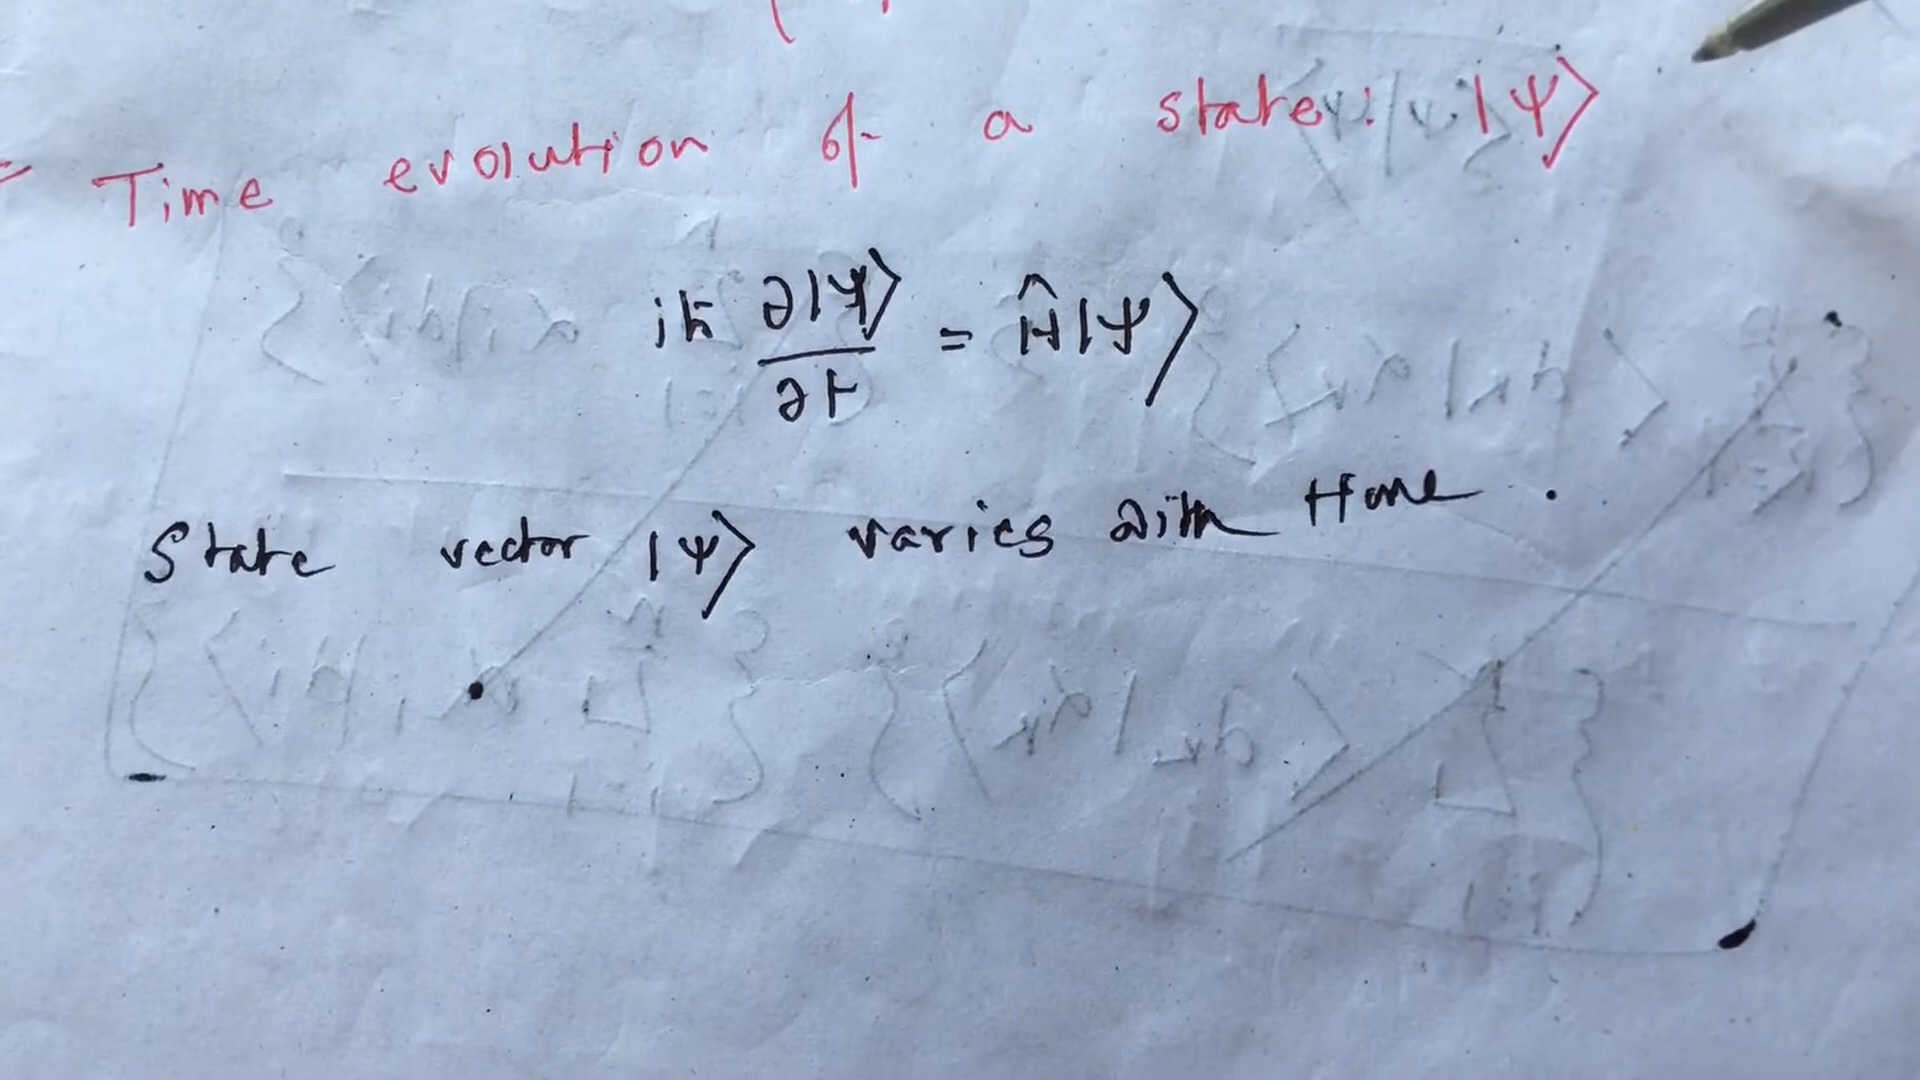 Time evolution of a state: |ψ⟩
iħ ∂|ψ⟩/∂t = Ĥ|ψ⟩
State vector |ψ⟩ varies with time.